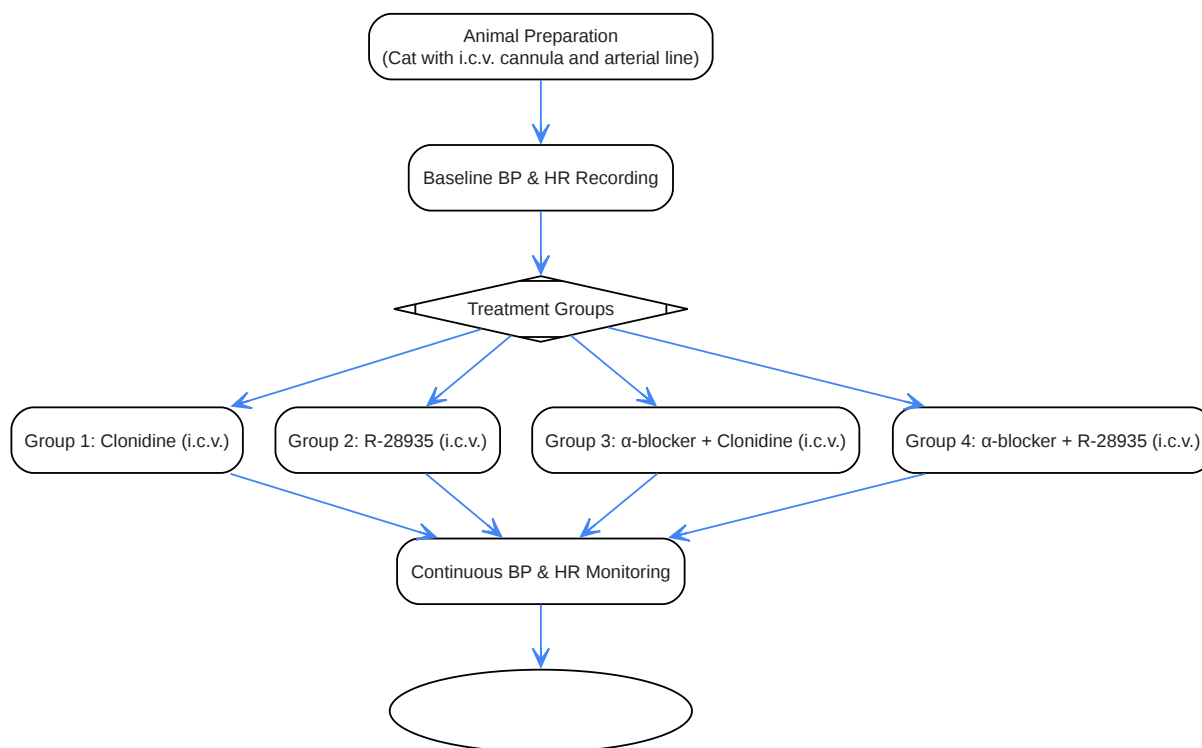 Animal Preparation
(Cat with i.c.v. cannula and arterial line)
Baseline BP & HR Recording
Treatment Groups
Group 1: Clonidine (i.c.v.)
Group 2: R-28935 (i.c.v.)
Group 3: α-blocker + Clonidine (i.c.v.)
Group 4: α-blocker + R-28935 (i.c.v.)
Continuous BP & HR Monitoring